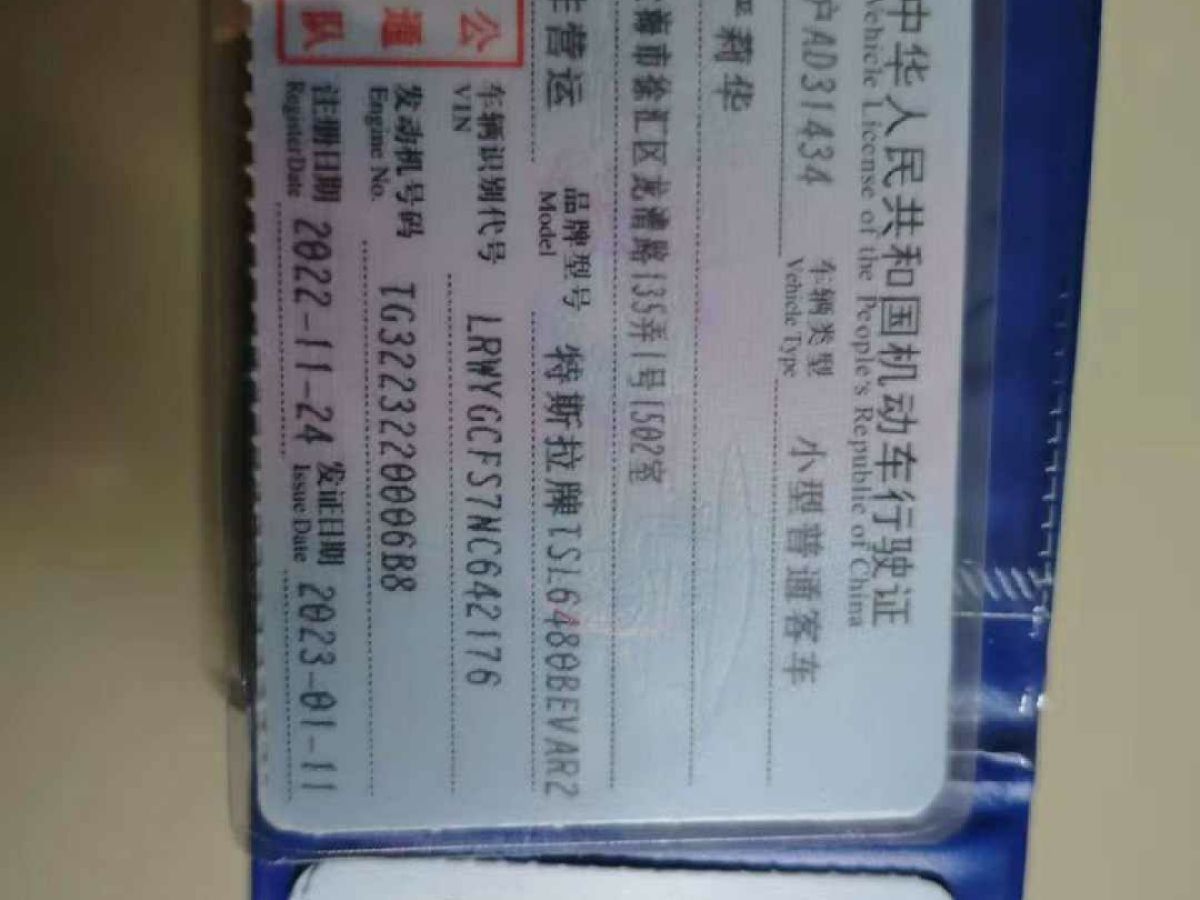 中华人民共和国机动车行驶证
Vehicle License of the People's Republic of China
沪AD31434 车辆类型 小型普通客车
Vehicle Type
莉华
海市徐汇区龙漕路135弄1号1502室
营运 品牌型号 特斯拉牌TSL6480BEVAR2
Model
车辆识别代号 LRWYGCFS7NC642176
VIN
发动机号码 TG3223220006B8
Engine No.
注册日期 2022-11-24 发证日期 2023-01-11
Register Date Issue Date
公
通
队